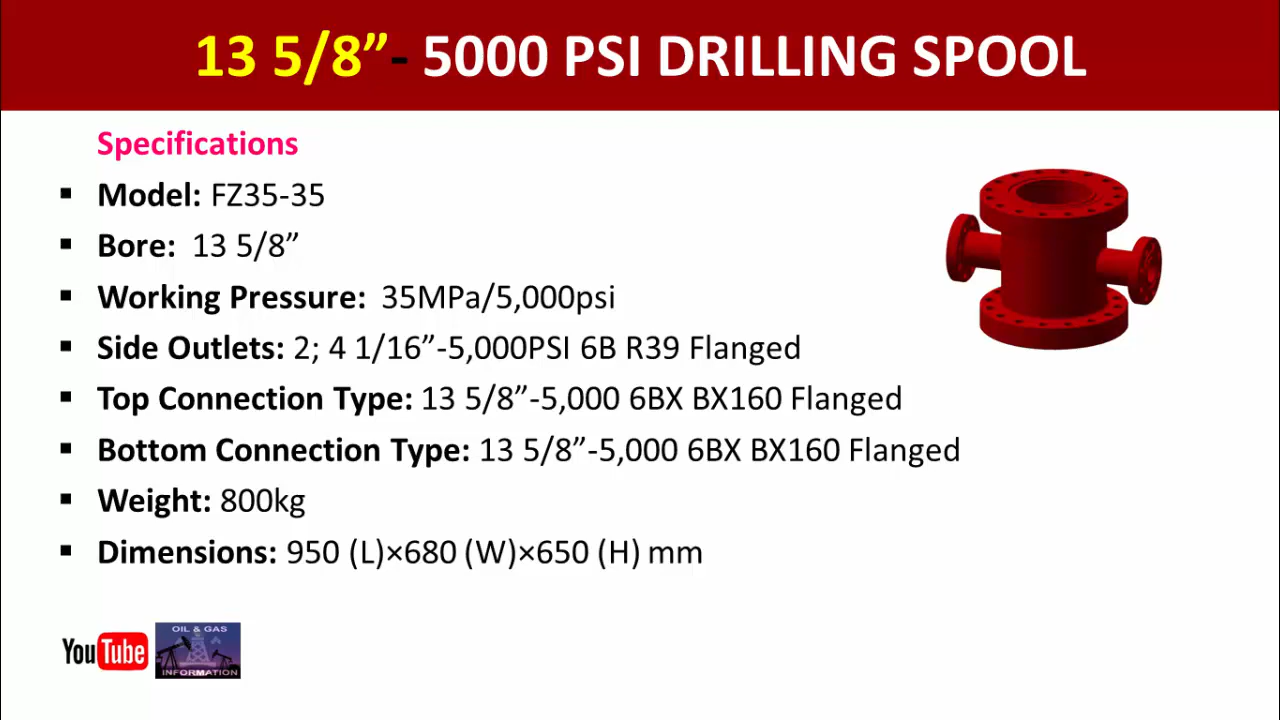 13 5/8”- 5000 PSI DRILLING SPOOL
Specifications
▪ Model: FZ35-35
▪ Bore: 13 5/8”
▪ Working Pressure: 35MPa/5,000psi
▪ Side Outlets: 2; 4 1/16”-5,000PSI 6B R39 Flanged
▪ Top Connection Type: 13 5/8”-5,000 6BX BX160 Flanged
▪ Bottom Connection Type: 13 5/8”-5,000 6BX BX160 Flanged
▪ Weight: 800kg
▪ Dimensions: 950 (L)×680 (W)×650 (H) mm
YouTube
OIL & GAS
INFORMATION